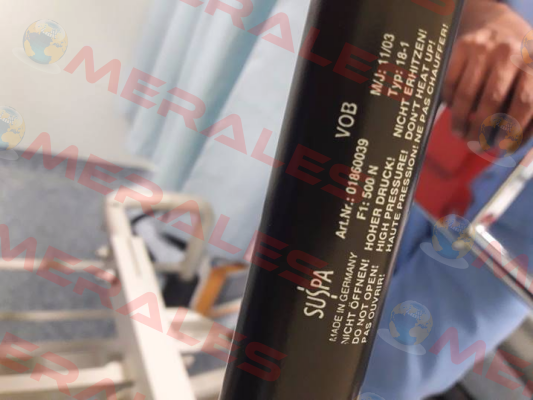 SUSPA
MADE IN GERMANY
NICHT ÖFFNEN!
DO NOT OPEN!
PAS OUVRIR!
Art.Nr.: 01860039
F1: 500 N
HOHER DRUCK!
HIGH PRESSURE!
HAUTE PRESSION!
VOB
M/J: 11/03
Typ: 18-1
NICHT ERHITZEN!
DON'T HEAT UP!
NE PAS CHAUFFER!
MERALES
MERALES
MERALES
MERALES
MERALES
MERALES